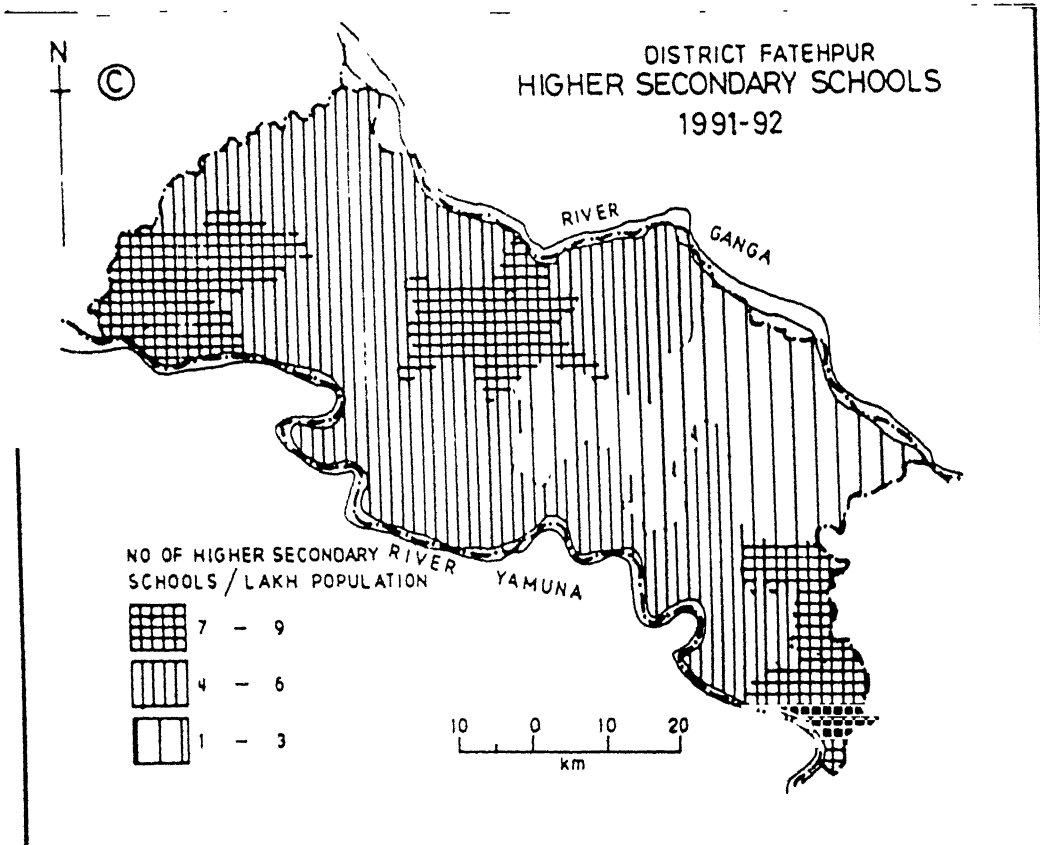 N
©
DISTRICT FATEHPUR
HIGHER SECONDARY SCHOOLS
1991-92
RIVER GANGA
RIVER YAMUNA
NO OF HIGHER SECONDARY
SCHOOLS / LAKH POPULATION
7 - 9
4 - 6
1 - 3
10 0 10 20
km